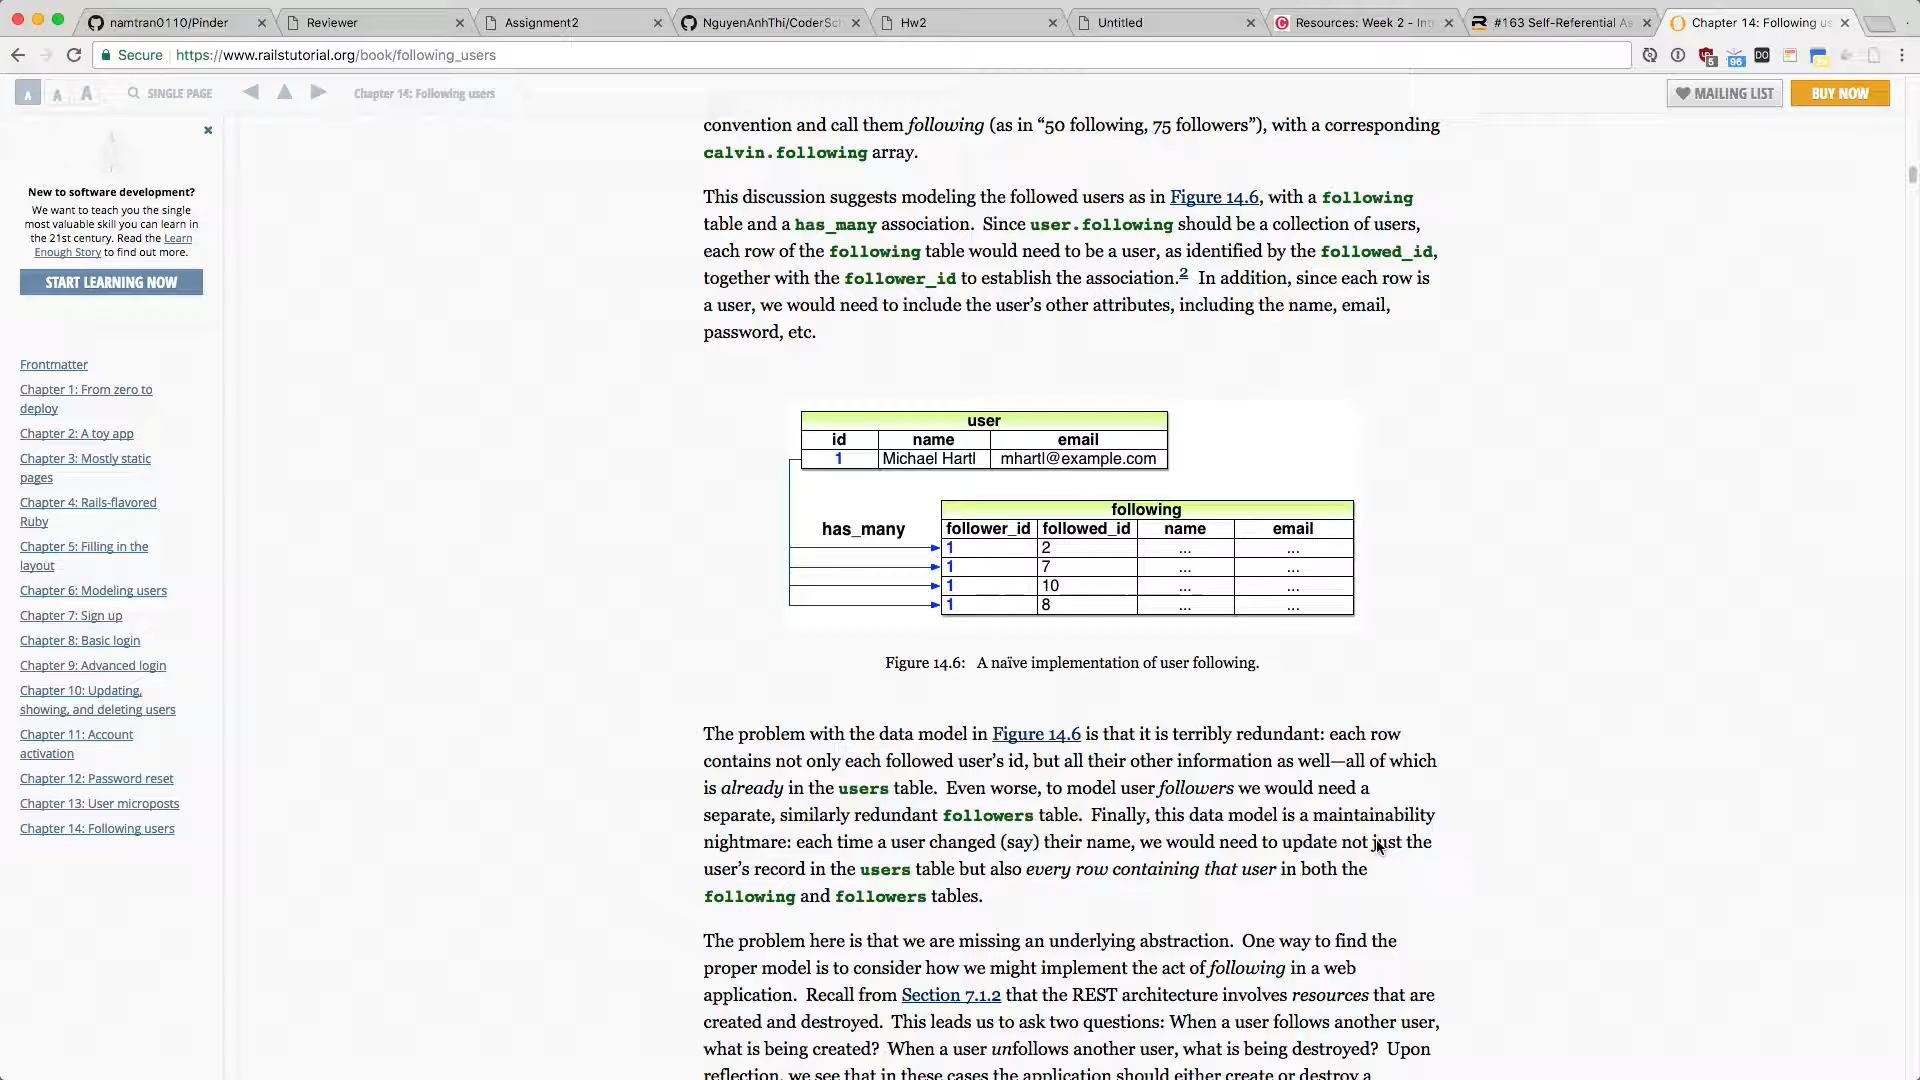 namtran0110/Pinder
Reviewer
Assignment2
NguyenAnhThi/CoderSch
Hw2
Untitled
Resources: Week 2 - Int
#163 Self-Referential As
Chapter 14: Following us
Secure
https://www.railstutorial.org/book/following_users
5
96
DO
A A A SINGLE PAGE
Chapter 14: Following users
MAILING LIST
BUY NOW
New to software development?
We want to teach you the single
most valuable skill you can learn in
the 21st century. Read the Learn
Enough Story to find out more.
START LEARNING NOW
Frontmatter
Chapter 1: From zero to
deploy
Chapter 2: A toy app
Chapter 3: Mostly static
pages
Chapter 4: Rails-flavored
Ruby
Chapter 5: Filling in the
layout
Chapter 6: Modeling users
Chapter 7: Sign up
Chapter 8: Basic login
Chapter 9: Advanced login
Chapter 10: Updating,
showing, and deleting users
Chapter 11: Account
activation
Chapter 12: Password reset
Chapter 13: User microposts
Chapter 14: Following users
convention and call them following (as in “50 following, 75 followers”), with a corresponding
calvin.following array.
This discussion suggests modeling the followed users as in Figure 14.6, with a following
table and a has_many association. Since user.following should be a collection of users,
each row of the following table would need to be a user, as identified by the followed_id,
together with the follower_id to establish the association.2 In addition, since each row is
a user, we would need to include the user’s other attributes, including the name, email,
password, etc.
user
id name email
1 Michael Hartl mhartl@example.com
has_many
following
follower_id followed_id name email
1 2 ... ...
1 7 ... ...
1 10 ... ...
1 8 ... ...
Figure 14.6: A naïve implementation of user following.
The problem with the data model in Figure 14.6 is that it is terribly redundant: each row
contains not only each followed user’s id, but all their other information as well—all of which
is already in the users table. Even worse, to model user followers we would need a
separate, similarly redundant followers table. Finally, this data model is a maintainability
nightmare: each time a user changed (say) their name, we would need to update not just the
user’s record in the users table but also every row containing that user in both the
following and followers tables.
The problem here is that we are missing an underlying abstraction. One way to find the
proper model is to consider how we might implement the act of following in a web
application. Recall from Section 7.1.2 that the REST architecture involves resources that are
created and destroyed. This leads us to ask two questions: When a user follows another user,
what is being created? When a user unfollows another user, what is being destroyed? Upon
reflection, we see that in these cases the application should either create or destroy a